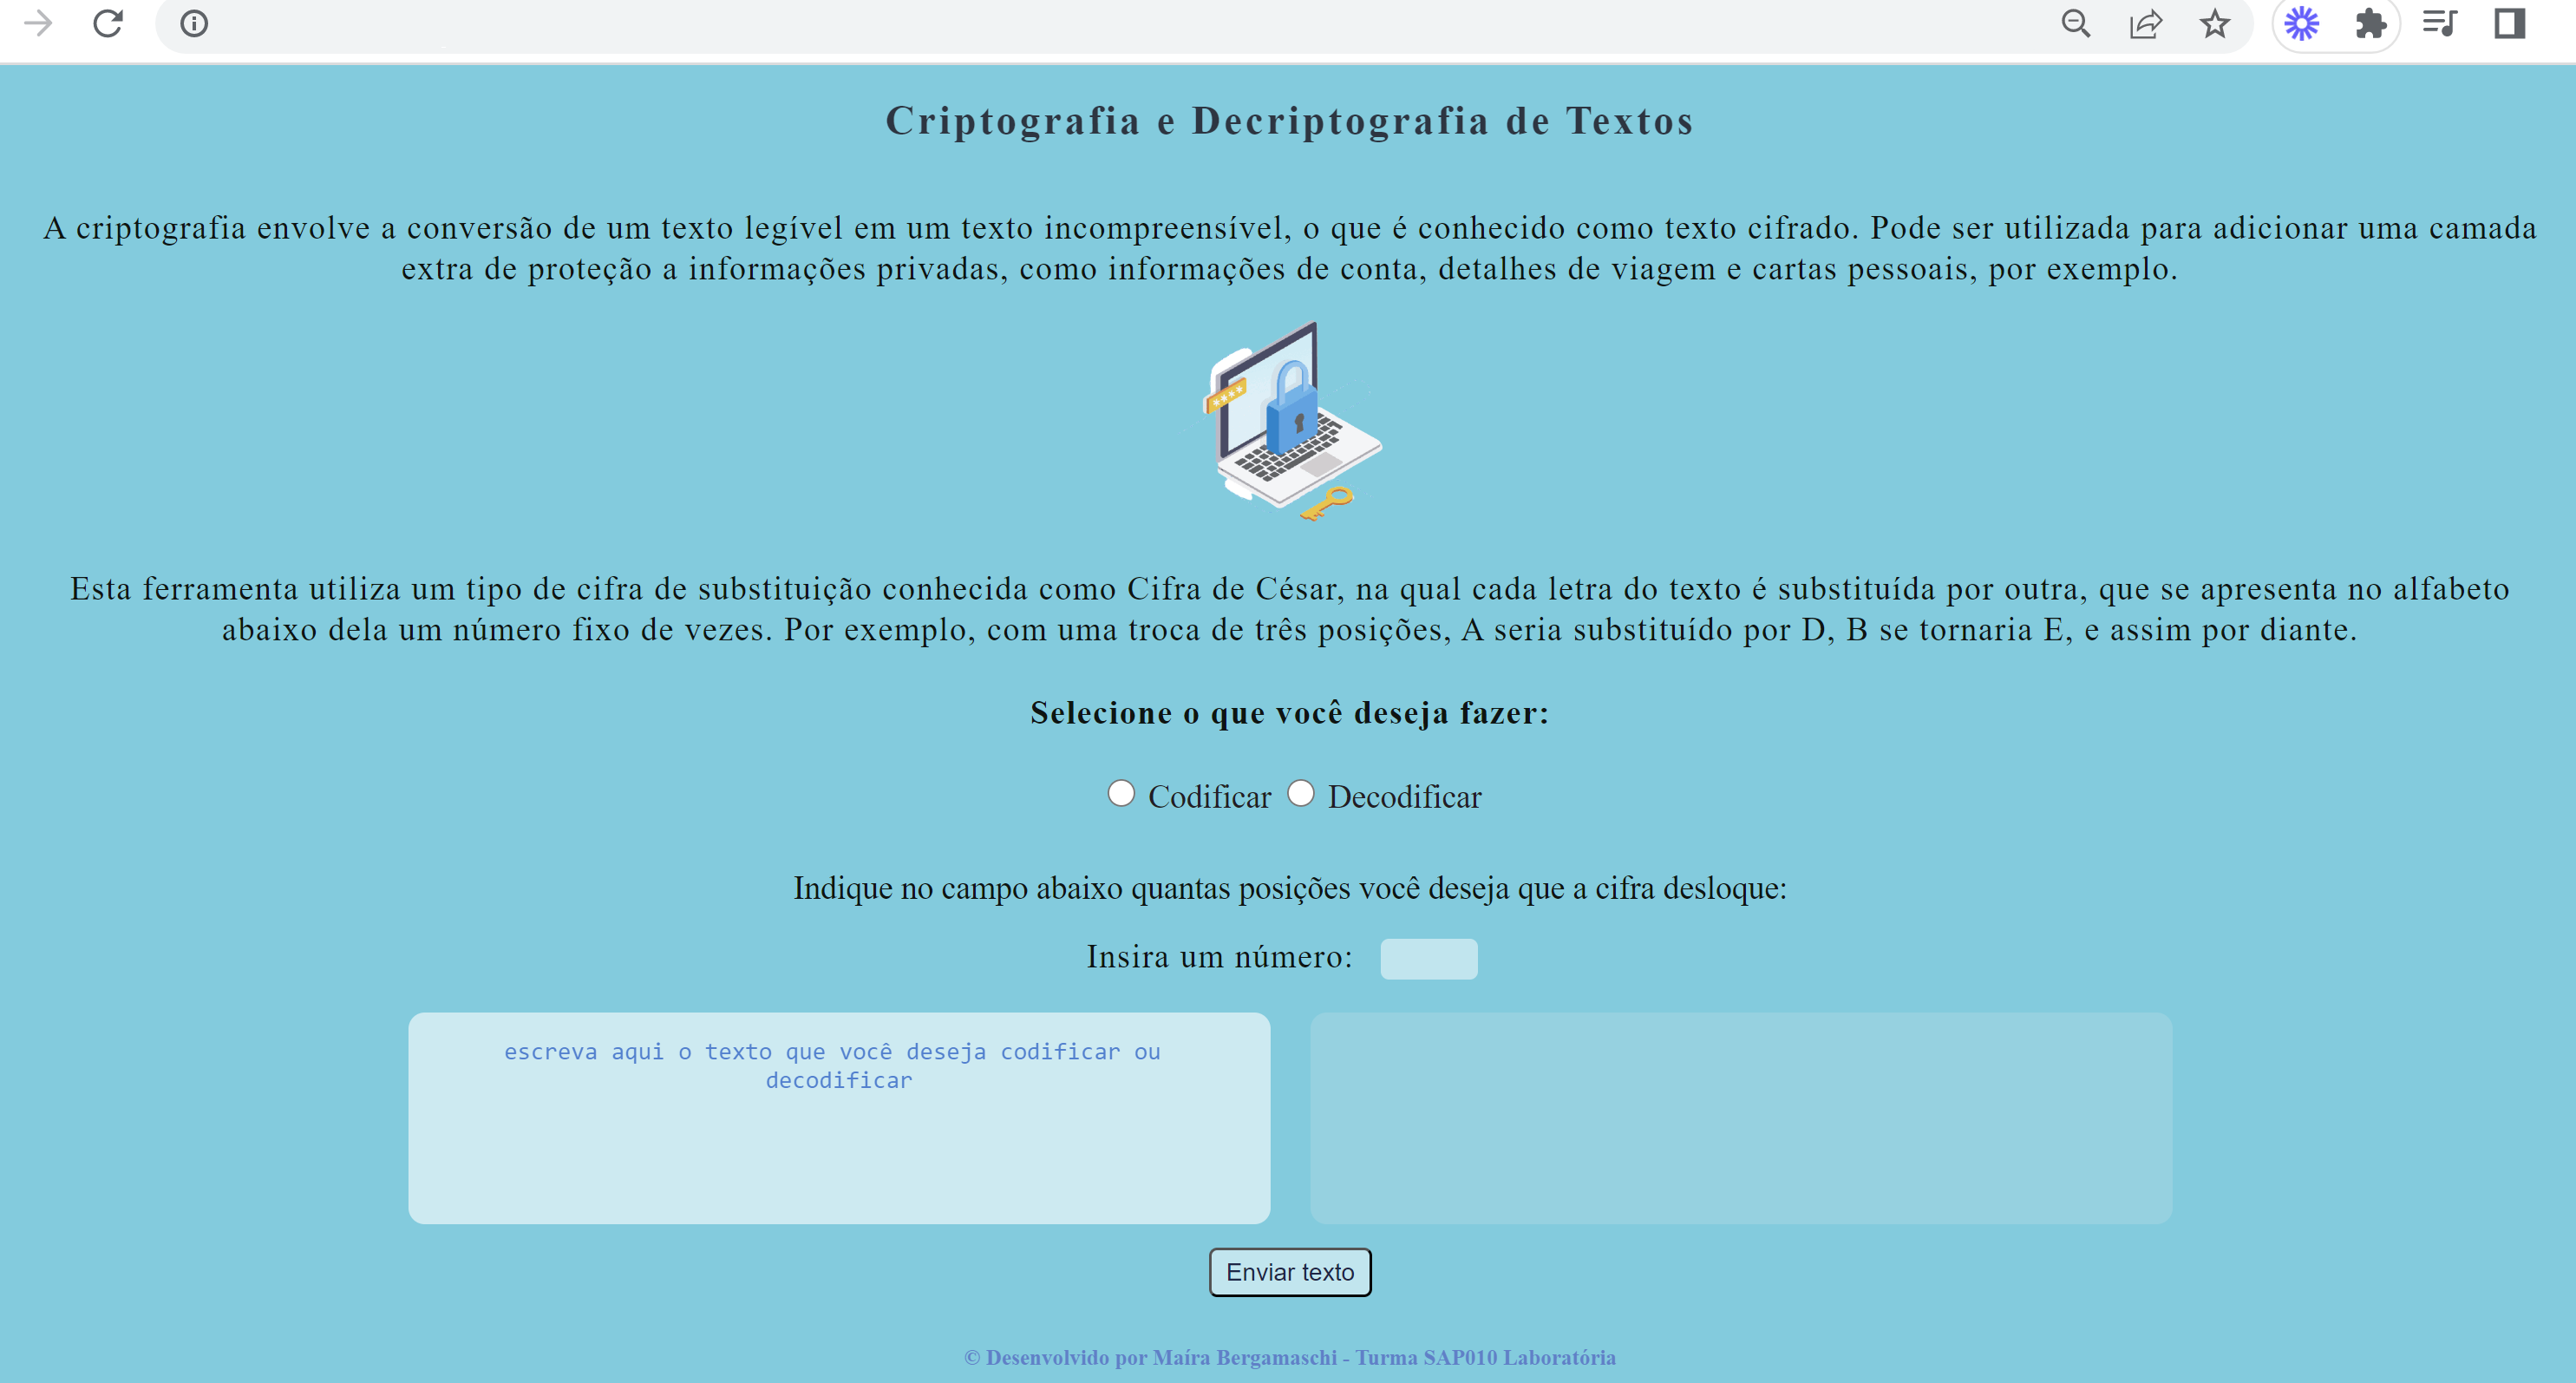 Criptografia e Decriptografia de Textos
A criptografia envolve a conversão de um texto legível em um texto incompreensível, o que é conhecido como texto cifrado. Pode ser utilizada para adicionar uma camada
extra de proteção a informações privadas, como informações de conta, detalhes de viagem e cartas pessoais, por exemplo.
****
Esta ferramenta utiliza um tipo de cifra de substituição conhecida como Cifra de César, na qual cada letra do texto é substituída por outra, que se apresenta no alfabeto
abaixo dela um número fixo de vezes. Por exemplo, com uma troca de três posições, A seria substituído por D, B se tornaria E, e assim por diante.
Selecione o que você deseja fazer:
Codificar Decodificar
Indique no campo abaixo quantas posições você deseja que a cifra desloque:
Insira um número:
escreva aqui o texto que você deseja codificar ou
decodificar
Enviar texto
© Desenvolvido por Maíra Bergamaschi - Turma SAP010 Laboratória